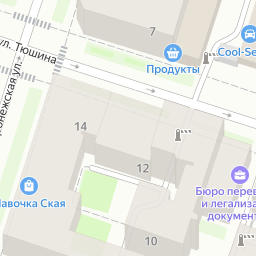 7
ул. Тюшина
Cool-Se
Продукты
14
12
Бюро перев
и легализа
документ
Лавочка Ская
10